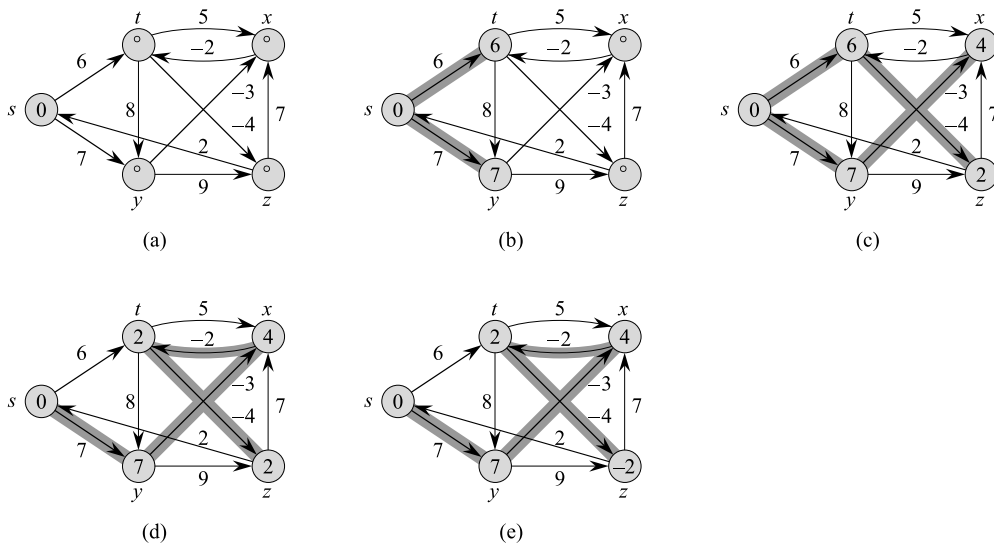 t 5 x t 5 x t 5 x
–2 6 –2 6 –2 4
6 6 6
–3 –3 –3
s 0 8 s 0 8 s 0 8
–4 7 –4 7 –4 7
7 2 7 2 7 2
7 7 2
9 9 9
y z y z y z
(a) (b) (c)
t 5 x t 5 x
2 –2 4 2 –2 4
6 6
–3 –3
s 0 8 s 0 8
–4 7 –4 7
7 2 7 2
7 2 7 –2
9 9
y z y z
(d) (e)